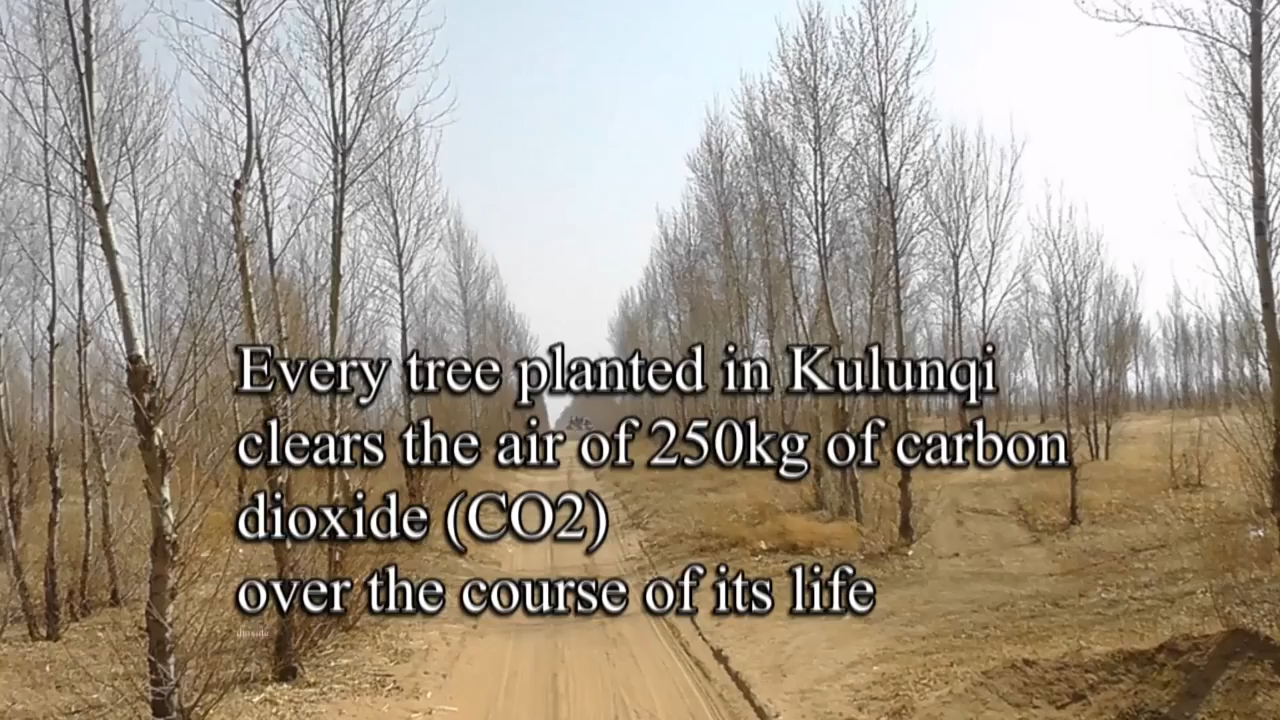 Every tree planted in Kulunqi
clears the air of 250kg of carbon
dioxide (CO2)
over the course of its life
dioxide